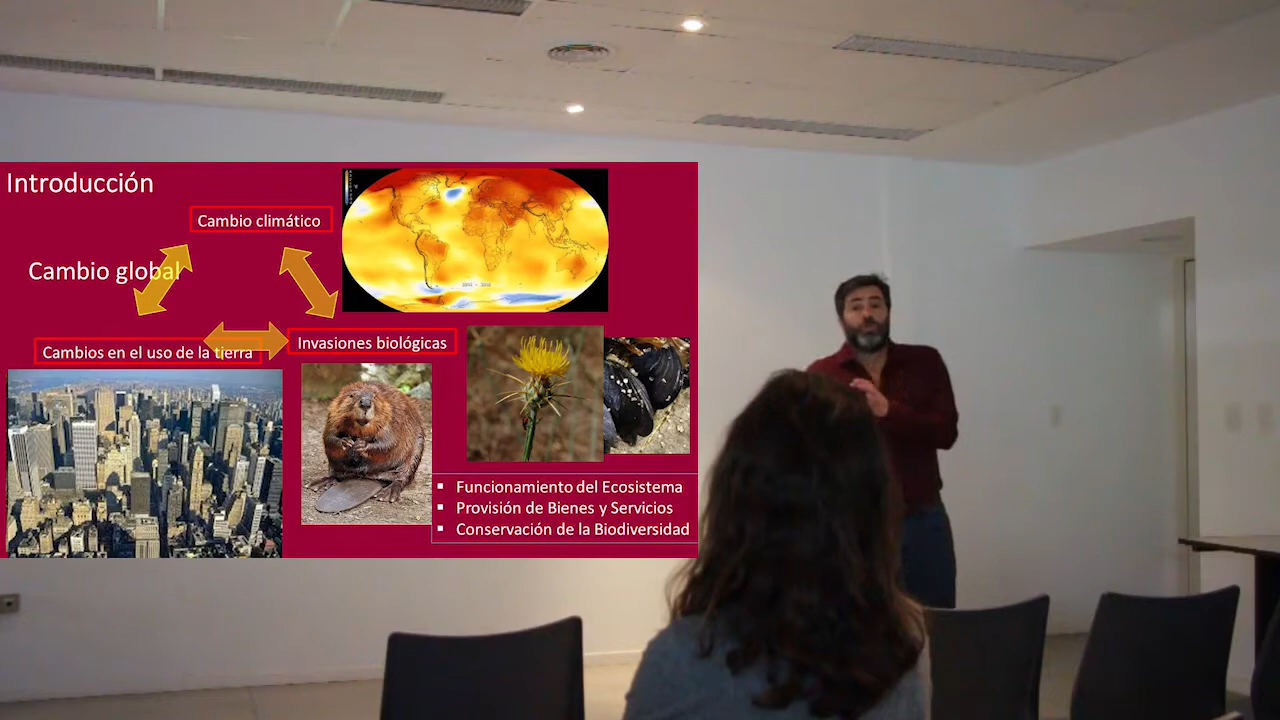 Introducción
Cambio climático
Cambio global
Cambios en el uso de la tierra
Invasiones biológicas
Funcionamiento del Ecosistema
Provisión de Bienes y Servicios
Conservación de la Biodiversidad